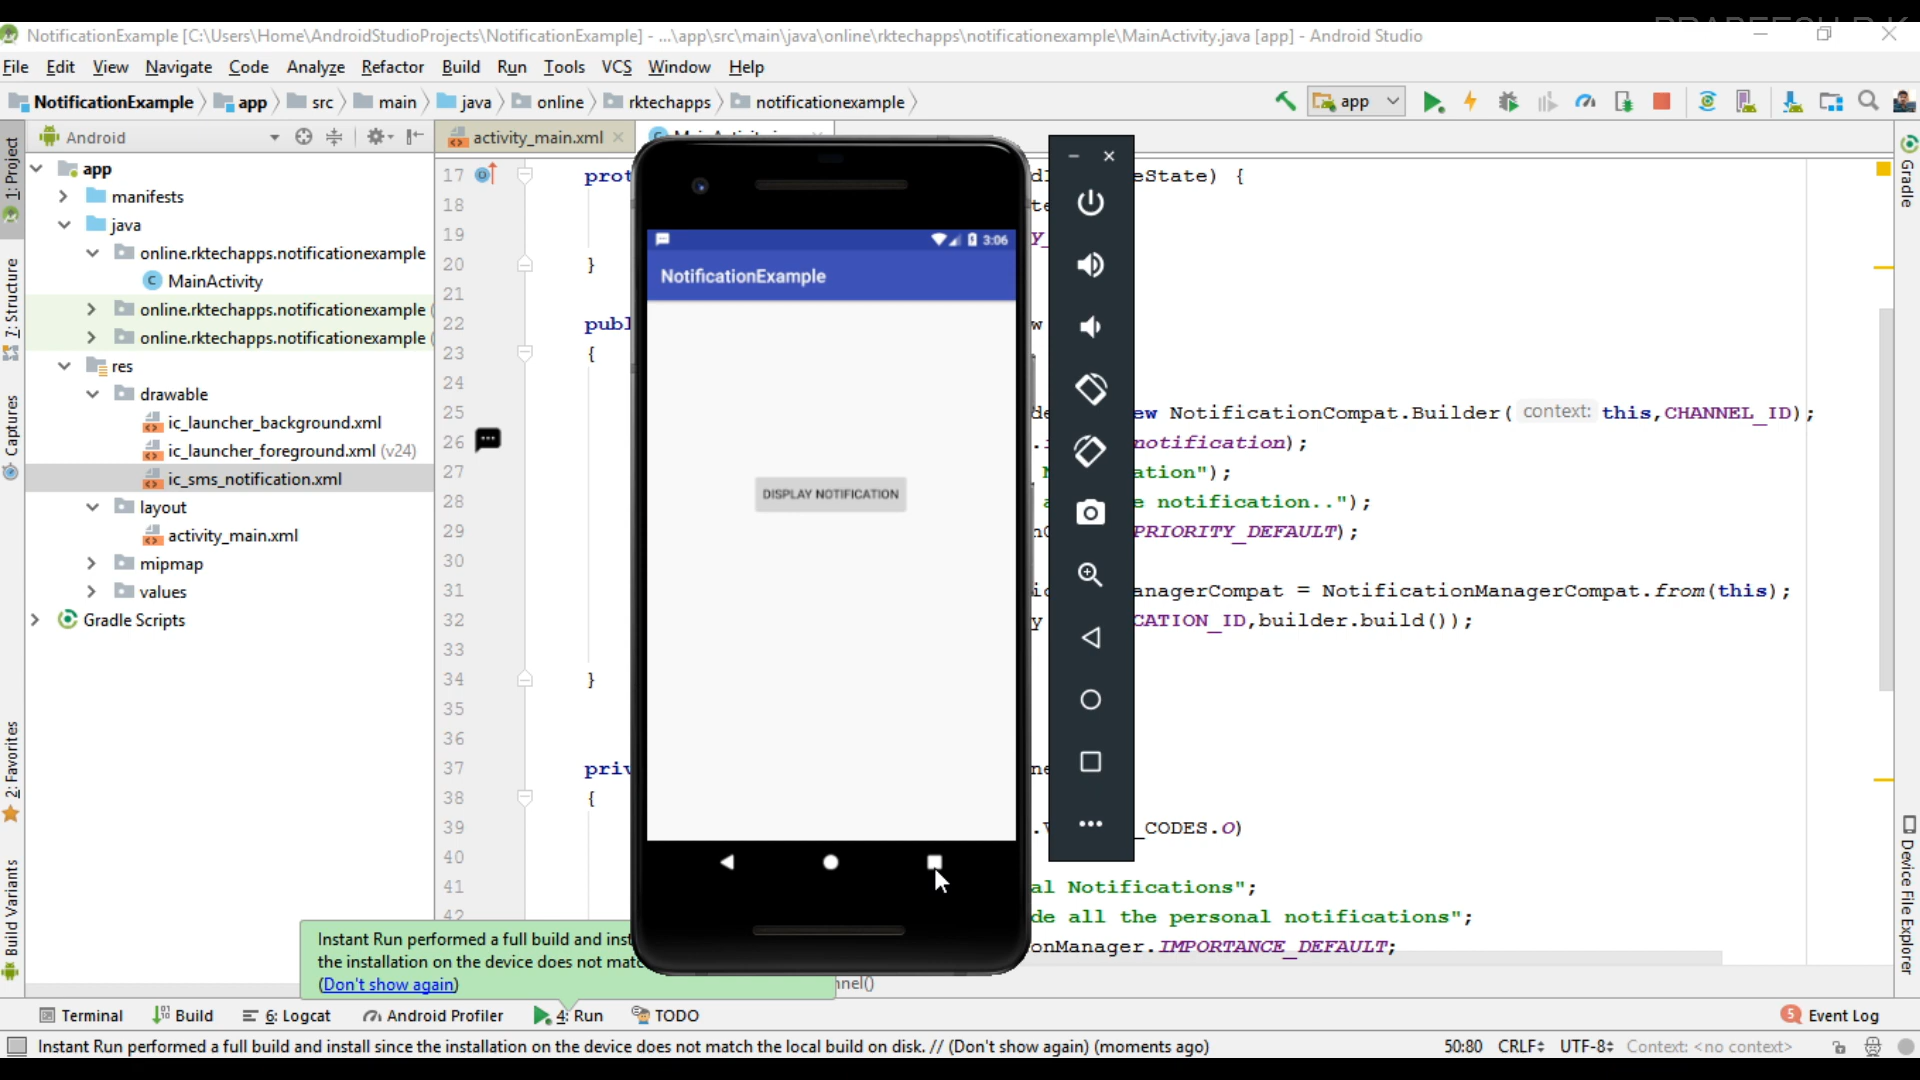 NotificationExample [C:\Users\Home\AndroidStudioProjects\NotificationExample] - ...\app\src\main\java\online\rktechapps\notificationexample\MainActivity.java [app] - Android Studio
File Edit View Navigate Code Analyze Refactor Build Run Tools VCS Window Help
NotificationExample app src main java online rktechapps notificationexample app
Android activity_main.xml
1: Project
7: Structure
Captures
2: Favorites
Build Variants
app
manifests
java
online.rktechapps.notificationexample
MainActivity
online.rktechapps.notificationexample (
online.rktechapps.notificationexample (
res
drawable
ic_launcher_background.xml
ic_launcher_foreground.xml (v24)
ic_sms_notification.xml
layout
activity_main.xml
mipmap
values
Gradle Scripts
17 eState) {
18
19
20 }
21
22
23 {
24
25 NotificationCompat.Builder( context: this,CHANNEL_ID);
26 notification);
27 ation");
28 notification..");
29 PRIORITY_DEFAULT);
30
31 anagerCompat = NotificationManagerCompat.from(this);
32 CATION_ID,builder.build());
33
34 }
35
36
37
38 {
39 _CODES.O)
40
41 al Notifications";
42 de all the personal notifications";
onManager.IMPORTANCE_DEFAULT;
nnel()
3:06
NotificationExample
DISPLAY NOTIFICATION
Instant Run performed a full build and inst
the installation on the device does not matc
(Don't show again)
Gradle
Device File Explorer
Terminal Build 6: Logcat Android Profiler 4: Run TODO 5 Event Log
Instant Run performed a full build and install since the installation on the device does not match the local build on disk. // (Don't show again) (moments ago) 50:80 CRLF UTF-8 Context: <no context>